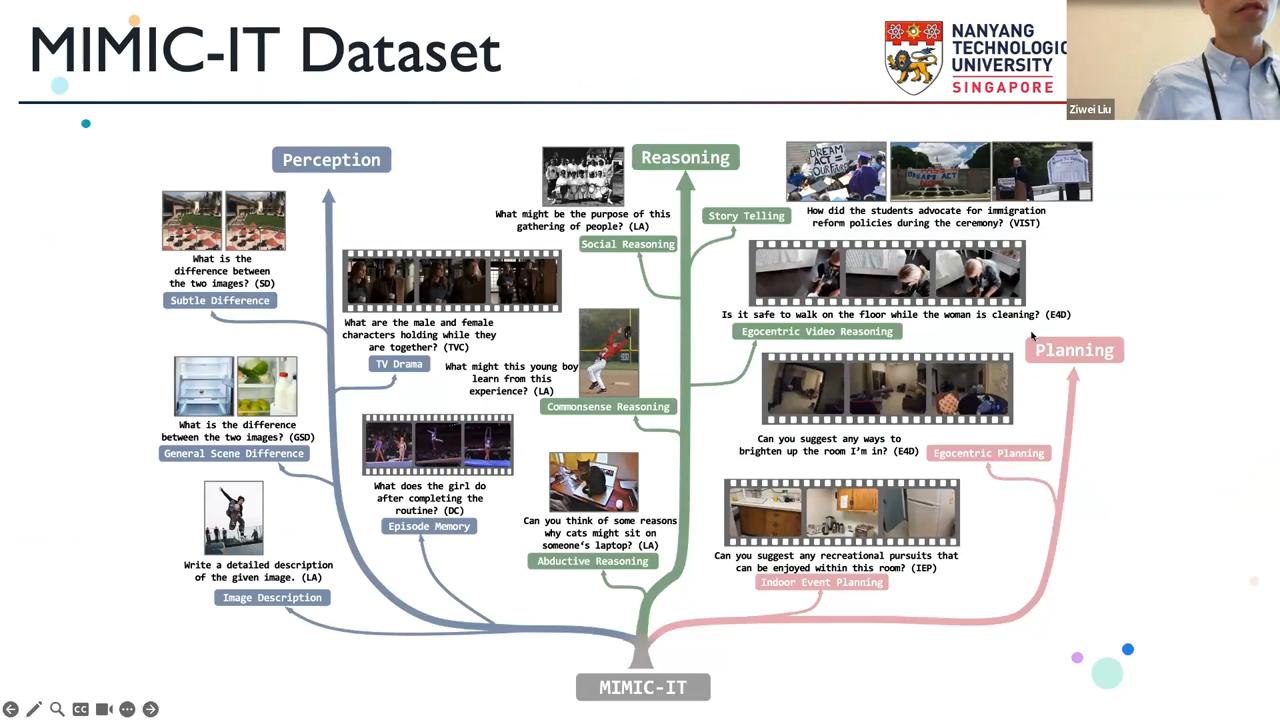 MIMIC-IT Dataset
NANYANG
TECHNOLOGIC
UNIVERSITY
SINGAPORE
Ziwei Liu
Perception
What is the
difference between
the two images? (SD)
Subtle Difference
What are the male and female
characters holding while they
are together? (TVC)
TV Drama
What is the difference
between the two images? (GSD)
General Scene Difference
What does the girl do
after completing the
routine? (DC)
Episode Memory
Write a detailed description
of the given image. (LA)
Image Description
Reasoning
What might be the purpose of this
gathering of people? (LA)
Social Reasoning
Story Telling
DREAM
ACT =
OUR
DREAM ACT
How did the students advocate for immigration
reform policies during the ceremony? (VIST)
Is it safe to walk on the floor while the woman is cleaning? (E4D)
Egocentric Video Reasoning
What might this young boy
learn from this
experience? (LA)
Commonsense Reasoning
Can you think of some reasons
why cats might sit on
someone's laptop? (LA)
Abductive Reasoning
Planning
Can you suggest any ways to
brighten up the room I'm in? (E4D)
Egocentric Planning
Can you suggest any recreational pursuits that
can be enjoyed within this room? (IEP)
Indoor Event Planning
MIMIC-IT
CC